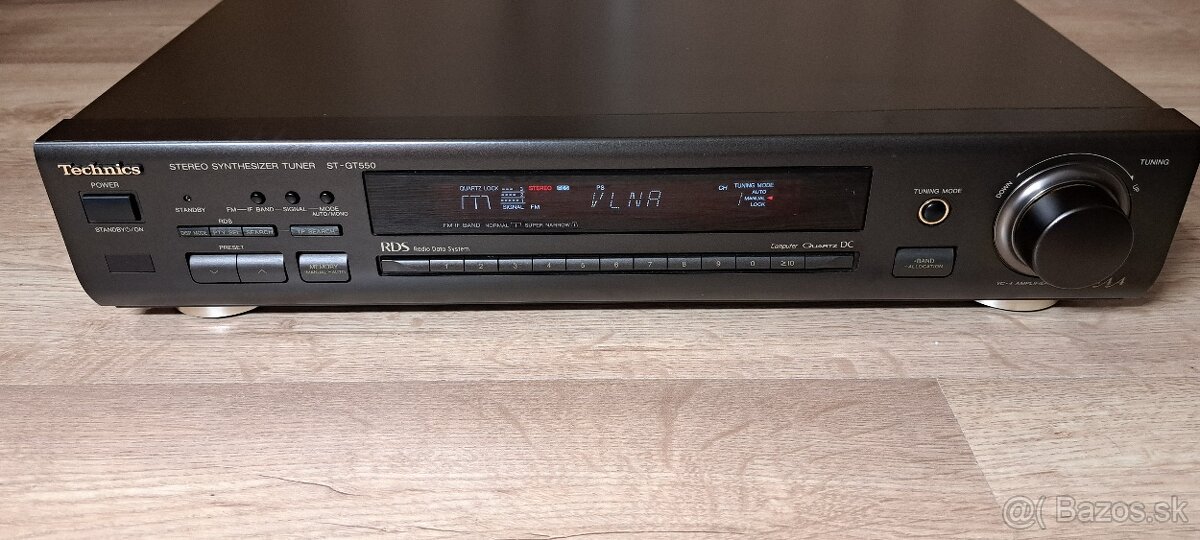 Technics
STEREO SYNTHESIZER TUNER ST-GT550
POWER
STANDBY ⏻/ON
STANDBY
FM — IF BAND — SIGNAL — MODE
AUTO/MONO
RDS
DISP MODE PTY SEL SEARCH TP SEARCH
PRESET
MEMORY
MANUAL AUTO
QUARTZ LOCK STEREO PS VLNA CH 1 TUNING MODE
AUTO
MANUAL
LOCK
SIGNAL FM
FM IF BAND NORMAL SUPER NARROW
RDS Radio Data System
Computer QUARTZ DC
1 2 3 4 5 6 7 8 9 0 ≥10
TUNING MODE
-BAND
-ALLOCATION
TUNING
DOWN UP
@( Bazos.sk